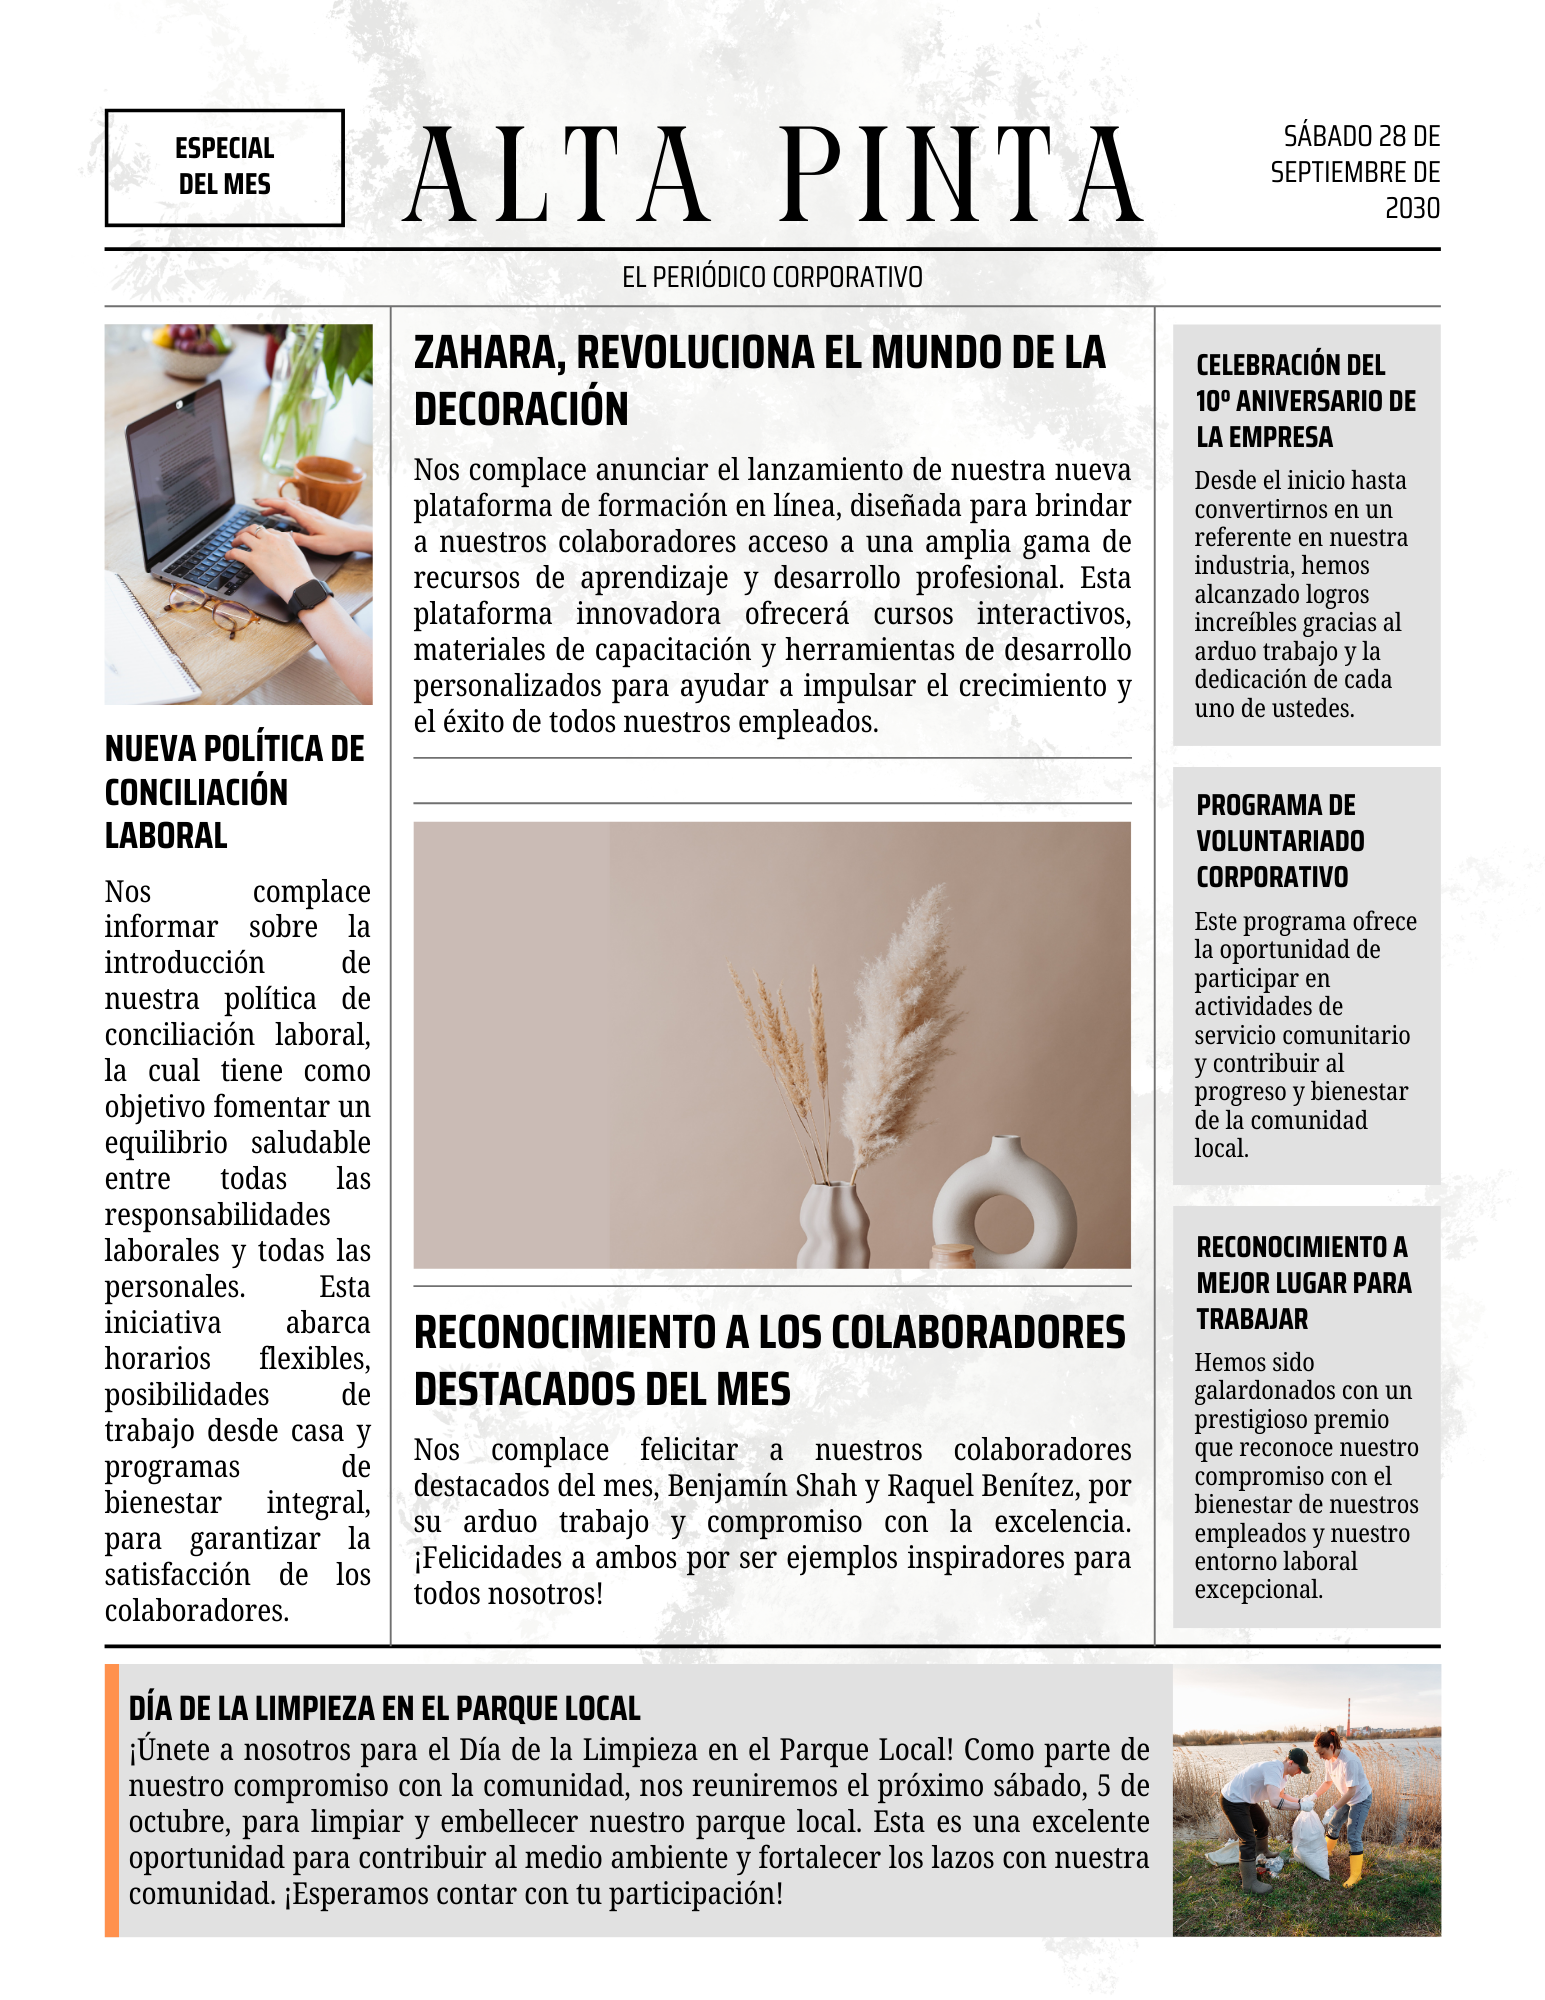 ESPECIAL
DEL MES
ALTA PINTA
SÁBADO 28 DE
SEPTIEMBRE DE
2030
EL PERIÓDICO CORPORATIVO
NUEVA POLÍTICA DE
CONCILIACIÓN
LABORAL
Nos complace
informar sobre la
introducción de
nuestra política de
conciliación laboral,
la cual tiene como
objetivo fomentar un
equilibrio saludable
entre todas las
responsabilidades
laborales y todas las
personales. Esta
iniciativa abarca
horarios flexibles,
posibilidades de
trabajo desde casa y
programas de
bienestar integral,
para garantizar la
satisfacción de los
colaboradores.
ZAHARA, REVOLUCIONA EL MUNDO DE LA
DECORACIÓN
Nos complace anunciar el lanzamiento de nuestra nueva
plataforma de formación en línea, diseñada para brindar
a nuestros colaboradores acceso a una amplia gama de
recursos de aprendizaje y desarrollo profesional. Esta
plataforma innovadora ofrecerá cursos interactivos,
materiales de capacitación y herramientas de desarrollo
personalizados para ayudar a impulsar el crecimiento y
el éxito de todos nuestros empleados.
RECONOCIMIENTO A LOS COLABORADORES
DESTACADOS DEL MES
Nos complace felicitar a nuestros colaboradores
destacados del mes, Benjamín Shah y Raquel Benítez, por
su arduo trabajo y compromiso con la excelencia.
¡Felicidades a ambos por ser ejemplos inspiradores para
todos nosotros!
CELEBRACIÓN DEL
10º ANIVERSARIO DE
LA EMPRESA
Desde el inicio hasta
convertirnos en un
referente en nuestra
industria, hemos
alcanzado logros
increíbles gracias al
arduo trabajo y la
dedicación de cada
uno de ustedes.
PROGRAMA DE
VOLUNTARIADO
CORPORATIVO
Este programa ofrece
la oportunidad de
participar en
actividades de
servicio comunitario
y contribuir al
progreso y bienestar
de la comunidad
local.
RECONOCIMIENTO A
MEJOR LUGAR PARA
TRABAJAR
Hemos sido
galardonados con un
prestigioso premio
que reconoce nuestro
compromiso con el
bienestar de nuestros
empleados y nuestro
entorno laboral
excepcional.
DÍA DE LA LIMPIEZA EN EL PARQUE LOCAL
¡Únete a nosotros para el Día de la Limpieza en el Parque Local! Como parte de
nuestro compromiso con la comunidad, nos reuniremos el próximo sábado, 5 de
octubre, para limpiar y embellecer nuestro parque local. Esta es una excelente
oportunidad para contribuir al medio ambiente y fortalecer los lazos con nuestra
comunidad. ¡Esperamos contar con tu participación!